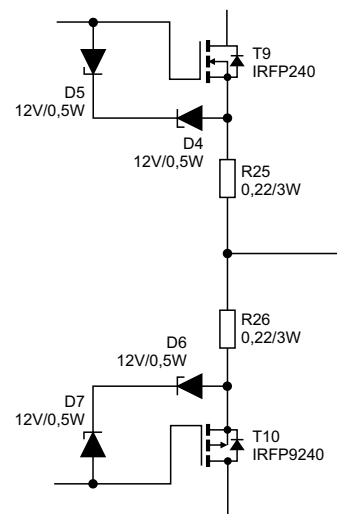 T9
IRFP240
D5
12V/0,5W
D4
12V/0,5W
R25
0,22/3W
R26
0,22/3W
D6
12V/0,5W
D7
12V/0,5W
T10
IRFP9240